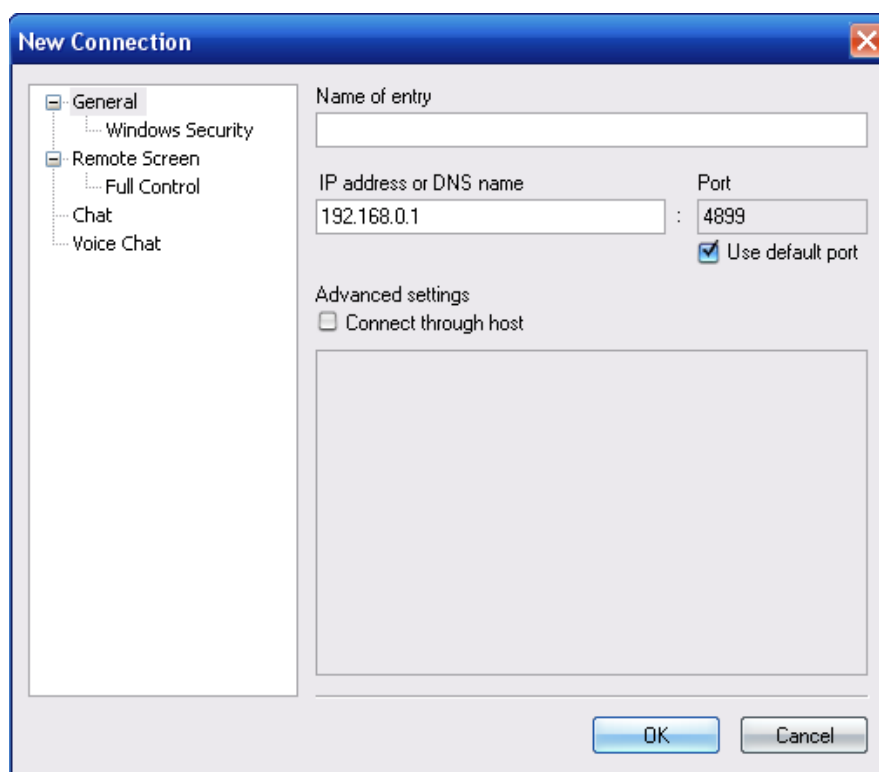 New Connection
General
Windows Security
Remote Screen
Full Control
Chat
Voice Chat
Name of entry
IP address or DNS name
Port
192.168.0.1 : 4899
Use default port
Advanced settings
Connect through host
OK
Cancel